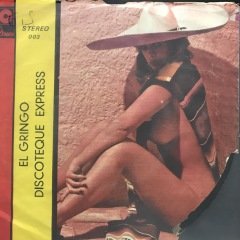 STEREO
003
EL GRINGO
DISCOTEQUE EXPRESS